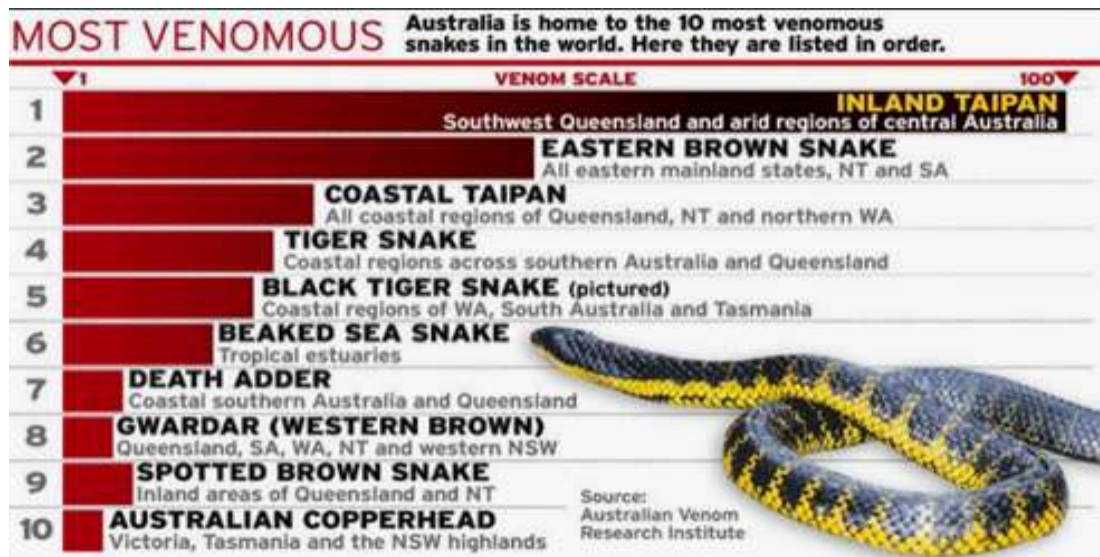 MOST VENOMOUS
Australia is home to the 10 most venomous
snakes in the world. Here they are listed in order.
1 VENOM SCALE 100
1 INLAND TAIPAN
Southwest Queensland and arid regions of central Australia
2 EASTERN BROWN SNAKE
All eastern mainland states, NT and SA
3 COASTAL TAIPAN
All coastal regions of Queensland, NT and northern WA
4 TIGER SNAKE
Coastal regions across southern Australia and Queensland
5 BLACK TIGER SNAKE (pictured)
Coastal regions of WA, South Australia and Tasmania
6 BEAKED SEA SNAKE
Tropical estuaries
7 DEATH ADDER
Coastal southern Australia and Queensland
8 GWARDAR (WESTERN BROWN)
Queensland, SA, WA, NT and western NSW
9 SPOTTED BROWN SNAKE
Inland areas of Queensland and NT
10 AUSTRALIAN COPPERHEAD
Victoria, Tasmania and the NSW highlands
Source:
Australian Venom
Research Institute